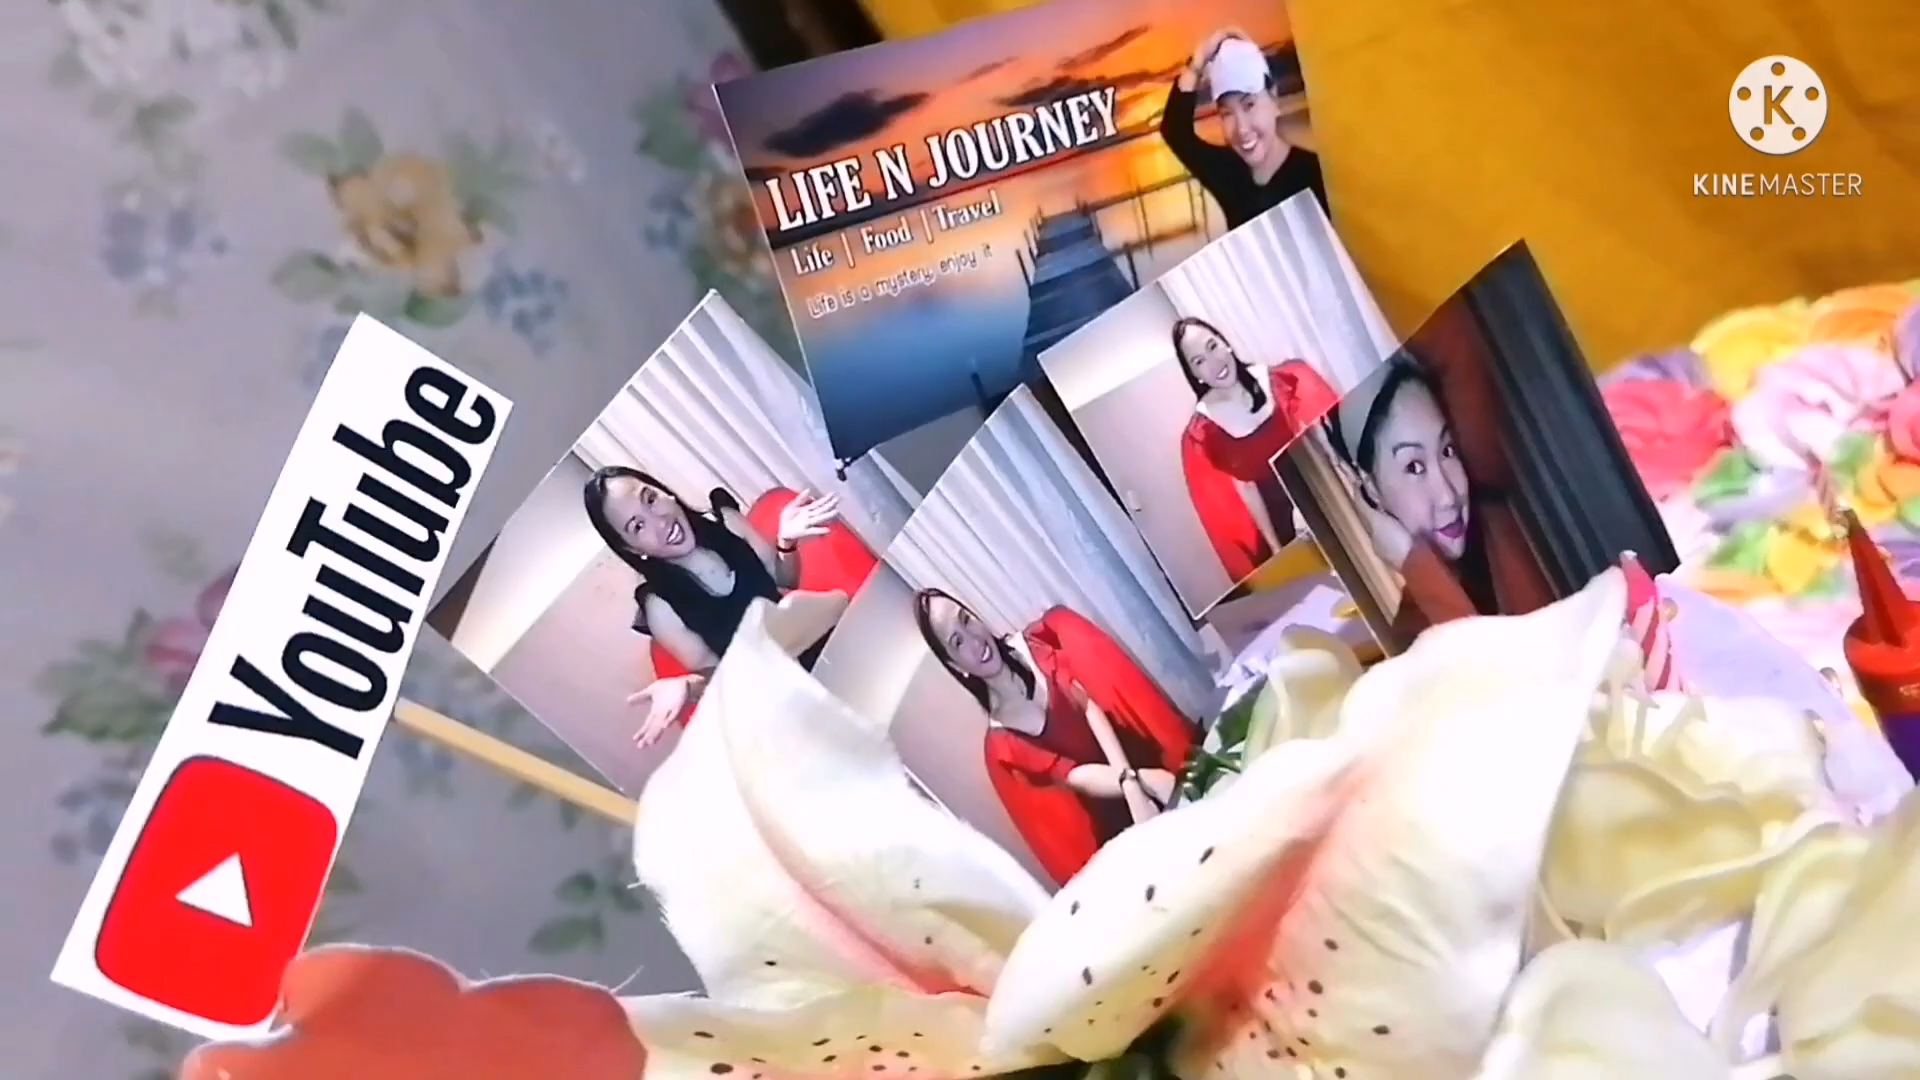 LIFE N JOURNEY
Life | Food | Travel
Life is a mystery, enjoy it
YouTube
K
KINEMASTER